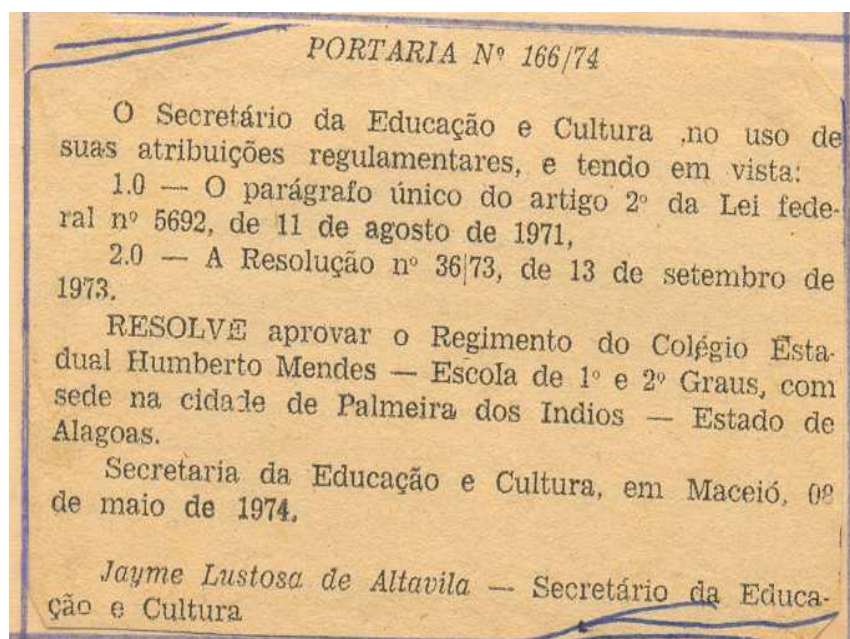 PORTARIA Nº 166/74
O Secretário da Educação e Cultura ,no uso de
suas atribuições regulamentares, e tendo em vista:
1.0 — O parágrafo único do artigo 2º da Lei fede-
ral nº 5692, de 11 de agosto de 1971,
2.0 — A Resolução nº 36|73, de 13 de setembro de
1973.
RESOLVE aprovar o Regimento do Colégio Esta-
dual Humberto Mendes — Escola de 1º e 2º Graus, com
sede na cidade de Palmeira dos Indios — Estado de
Alagoas.
Secretaria da Educação e Cultura, em Maceió, 08
de maio de 1974.
Jayme Lustosa de Altavila — Secretário da Educa-
ção e Cultura